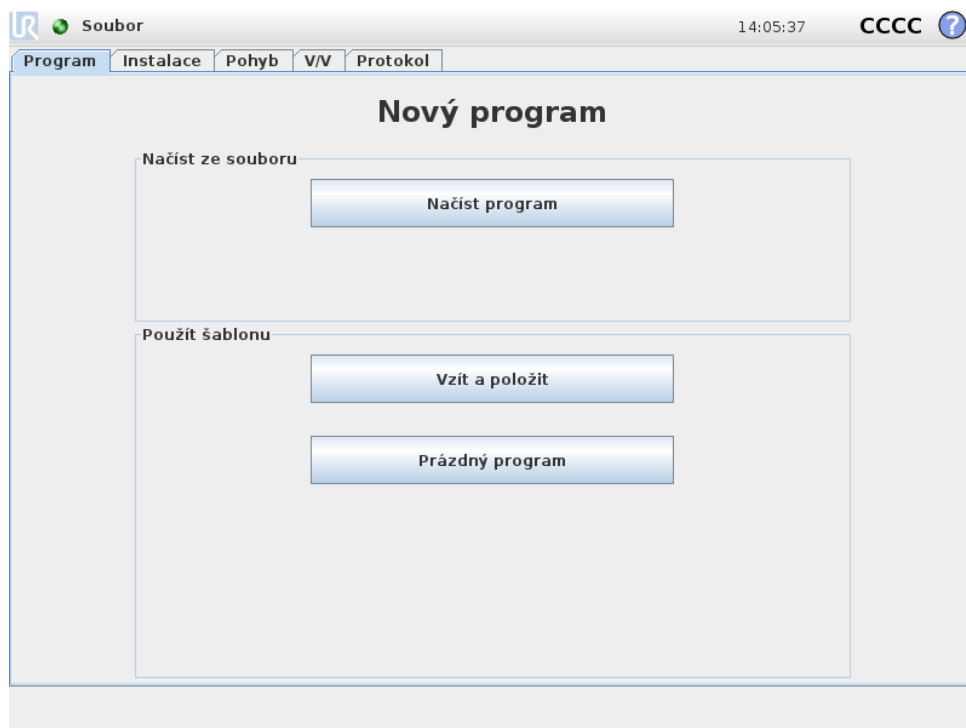 UR Soubor 14:05:37 CCCC ?
Program Instalace Pohyb V/V Protokol
Nový program
Načíst ze souboru
Načíst program
Použít šablonu
Vzít a položit
Prázdný program